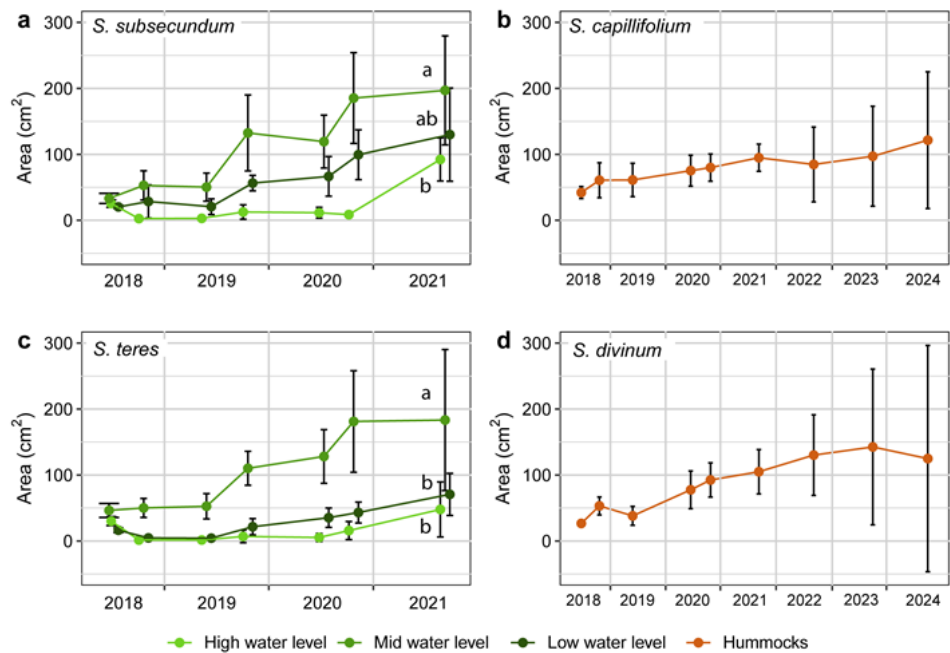 a S. subsecundum
300
200
100
0
Area (cm²)
a
ab
b
2018 2019 2020 2021
b S. capillifolium
300
200
100
0
Area (cm²)
2018 2019 2020 2021 2022 2023 2024
c S. teres
300
200
100
0
Area (cm²)
a
b
b
2018 2019 2020 2021
d S. divinum
300
200
100
0
Area (cm²)
2018 2019 2020 2021 2022 2023 2024
High water level Mid water level Low water level Hummocks